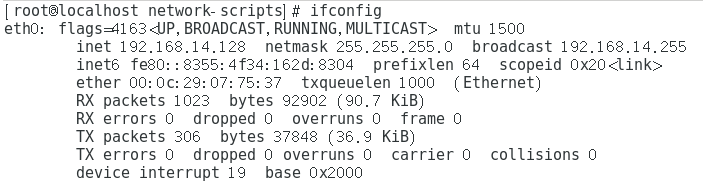 [root@localhost network-scripts]# ifconfig
eth0: flags=4163<UP,BROADCAST,RUNNING,MULTICAST>  mtu 1500
        inet 192.168.14.128  netmask 255.255.255.0  broadcast 192.168.14.255
        inet6 fe80::8355:4f34:162d:8304  prefixlen 64  scopeid 0x20<link>
        ether 00:0c:29:07:75:37  txqueuelen 1000  (Ethernet)
        RX packets 1023  bytes 92902 (90.7 KiB)
        RX errors 0  dropped 0  overruns 0  frame 0
        TX packets 306  bytes 37848 (36.9 KiB)
        TX errors 0  dropped 0 overruns 0  carrier 0  collisions 0
        device interrupt 19  base 0x2000